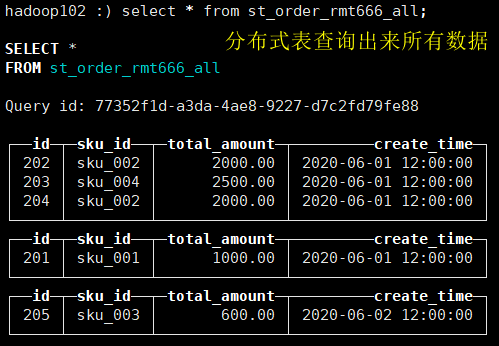 hadoop102 :) select * from st_order_rmt666_all;
分布式表查询出来所有数据
SELECT *
FROM st_order_rmt666_all
Query id: 77352f1d-a3da-4ae8-9227-d7c2fd79fe88
id sku_id total_amount create_time
202 sku_002 2000.00 2020-06-01 12:00:00
203 sku_004 2500.00 2020-06-01 12:00:00
204 sku_002 2000.00 2020-06-01 12:00:00
id sku_id total_amount create_time
201 sku_001 1000.00 2020-06-01 12:00:00
id sku_id total_amount create_time
205 sku_003 600.00 2020-06-02 12:00:00